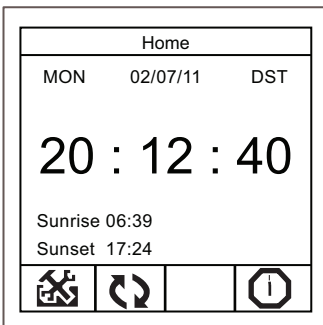 Home
MON 02/07/11 DST
20 : 12 : 40
Sunrise 06:39
Sunset 17:24
i